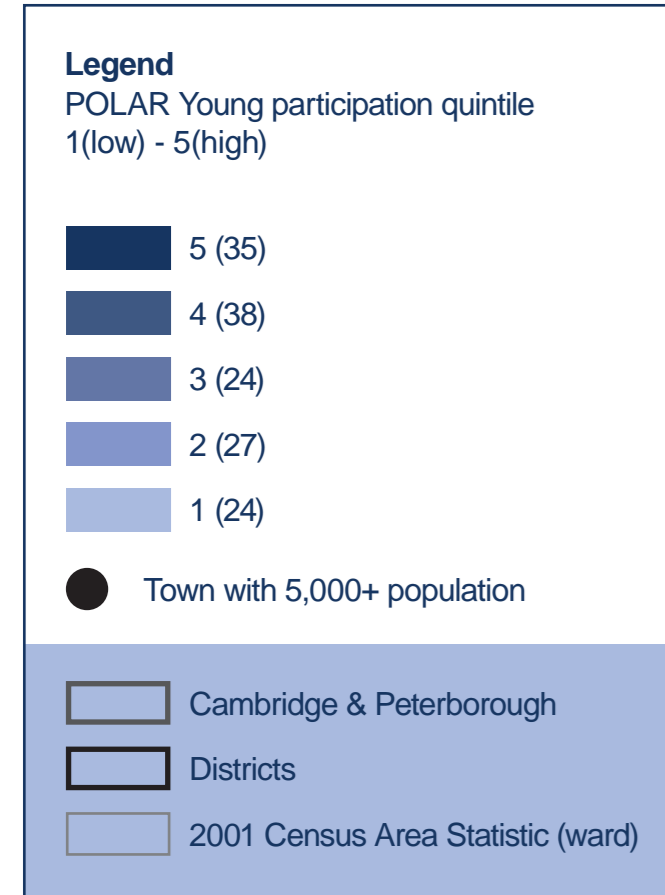 Legend
POLAR Young participation quintile
1(low) - 5(high)
5 (35)
4 (38)
3 (24)
2 (27)
1 (24)
Town with 5,000+ population
Cambridge & Peterborough
Districts
2001 Census Area Statistic (ward)